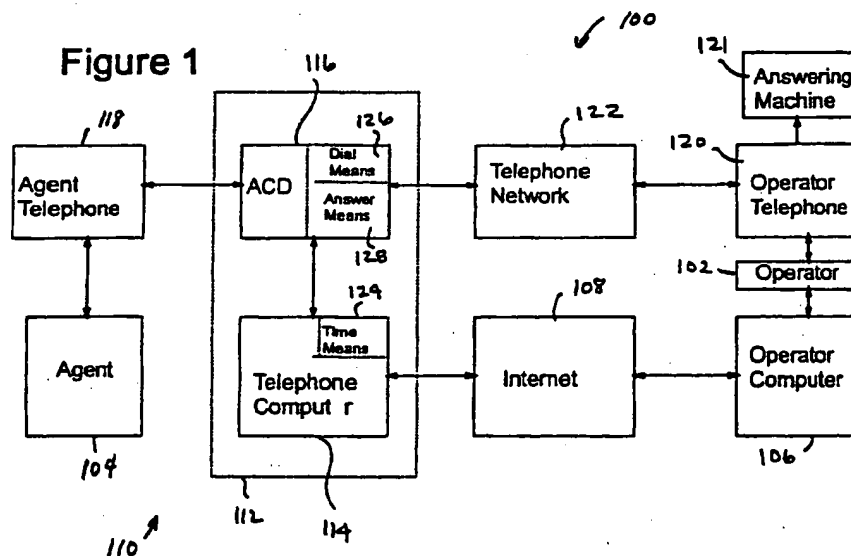 Figure 1
100
116
121
Answering
Machine
118
126
122
120
Agent
Telephone
ACD
Dial
Means
Answer
Means
128
Telephone
Network
Operator
Telephone
102
Operator
124
108
Agent
Time
Means
Telephone
Comput r
Internet
Operator
Computer
104
106
112
114
110